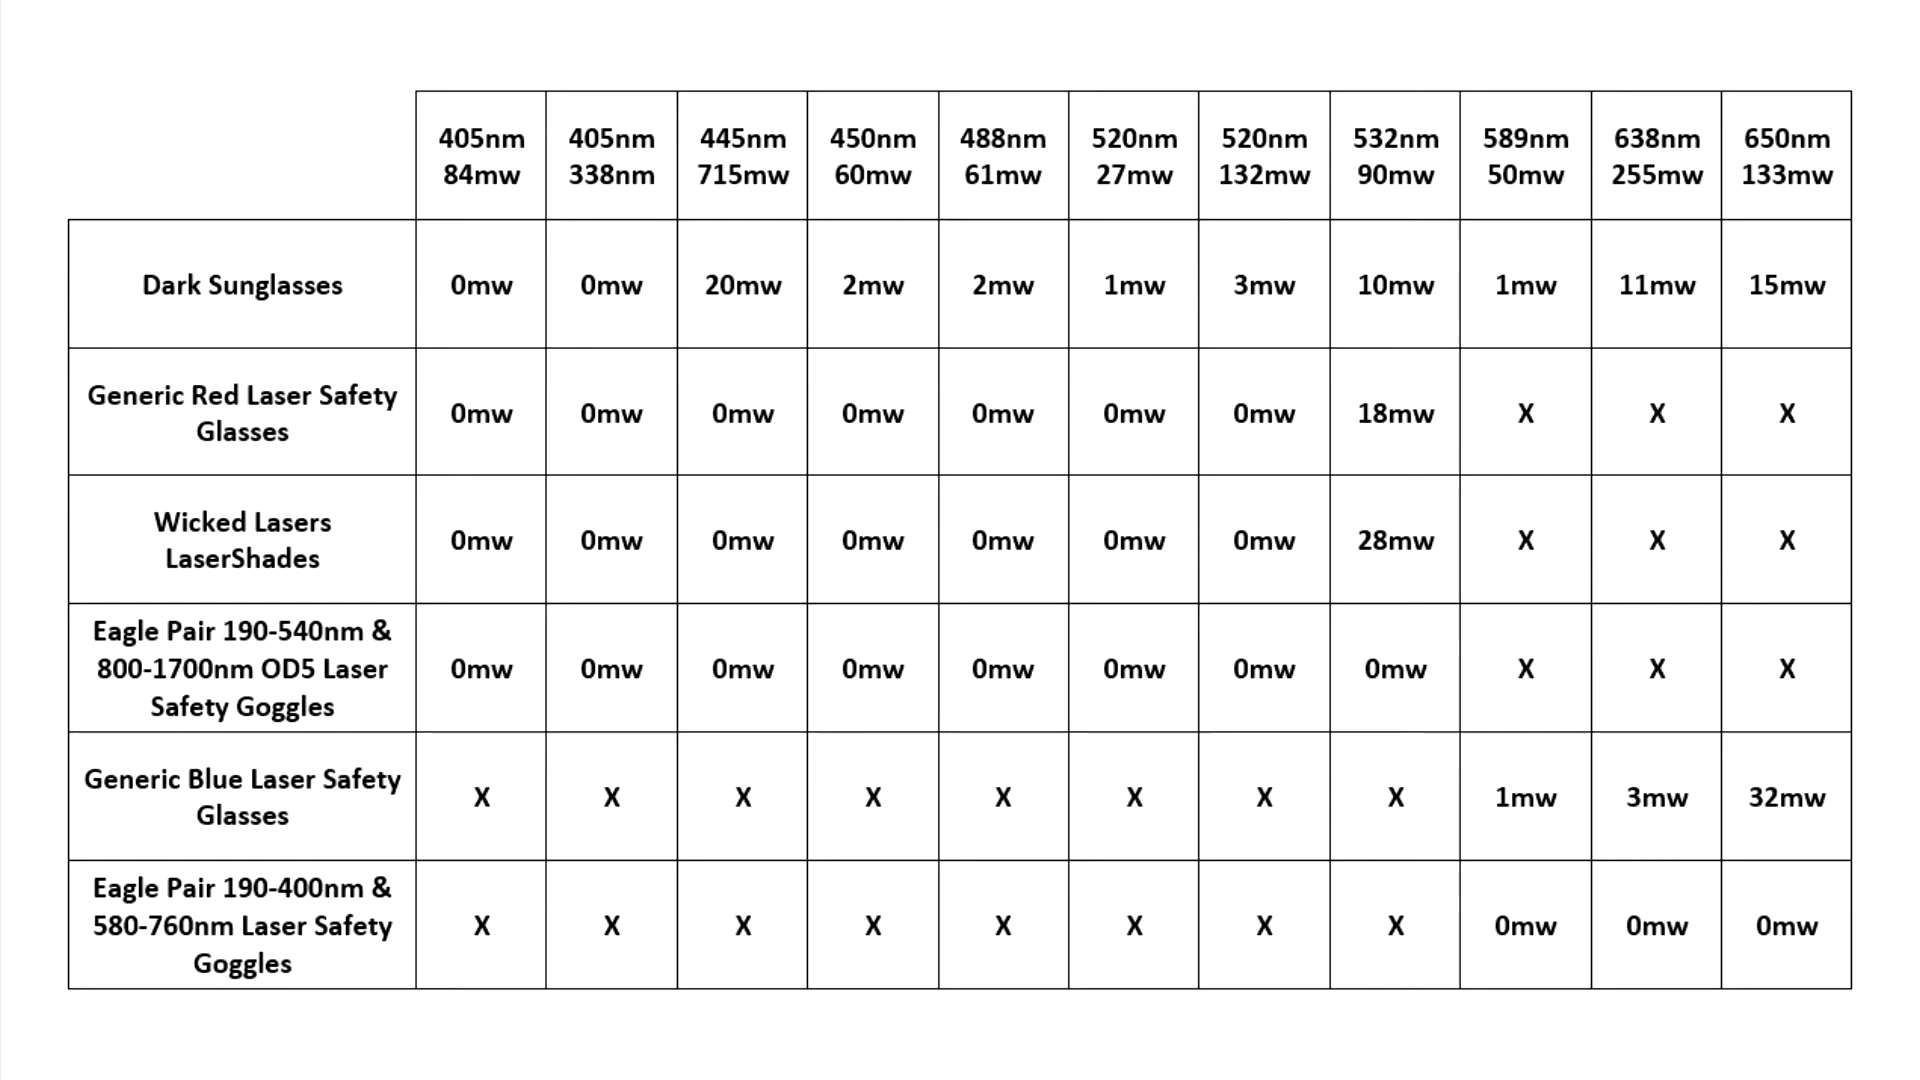 405nm 405nm 445nm 450nm 488nm 520nm 520nm 532nm 589nm 638nm 650nm
84mw 338nm 715mw 60mw 61mw 27mw 132mw 90mw 50mw 255mw 133mw
Dark Sunglasses 0mw 0mw 20mw 2mw 2mw 1mw 3mw 10mw 1mw 11mw 15mw
Generic Red Laser Safety
Glasses 0mw 0mw 0mw 0mw 0mw 0mw 0mw 18mw X X X
Wicked Lasers
LaserShades 0mw 0mw 0mw 0mw 0mw 0mw 0mw 28mw X X X
Eagle Pair 190-540nm &
800-1700nm OD5 Laser 0mw 0mw 0mw 0mw 0mw 0mw 0mw 0mw X X X
Safety Goggles
Generic Blue Laser Safety
Glasses X X X X X X X X 1mw 3mw 32mw
Eagle Pair 190-400nm &
580-760nm Laser Safety X X X X X X X X 0mw 0mw 0mw
Goggles